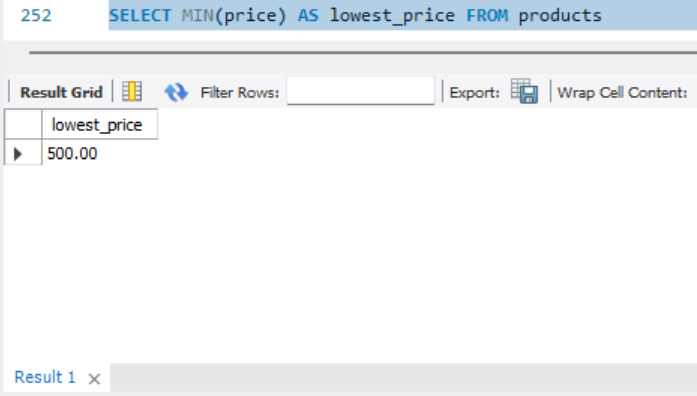 252 SELECT MIN(price) AS lowest_price FROM products
Result Grid Filter Rows: Export: Wrap Cell Content:
lowest_price
500.00
Result 1 ×